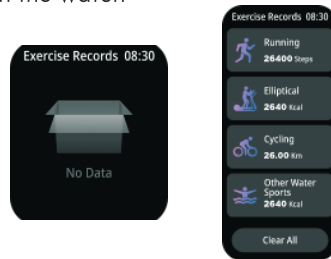 in the watch
Exercise Records 08:30
No Data
Exercise Records 08:30
Running
26400 Steps
Elliptical
2640 Kcal
Cycling
26.00 Km
Other Water
Sports
2640 Kcal
Clear All